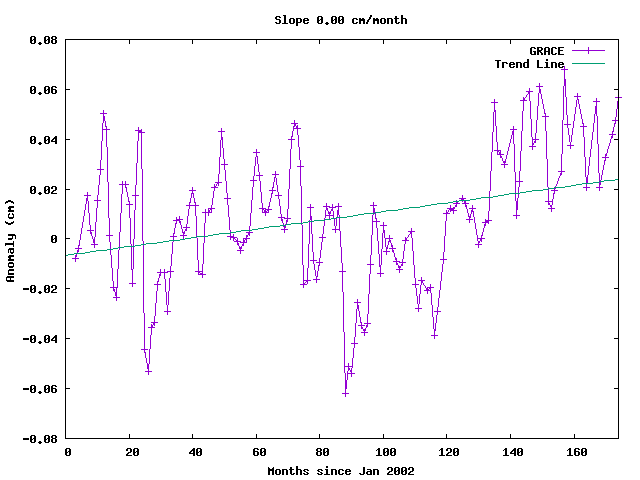 Slope 0.00 cm/month
0.08
GRACE
Trend Line
0.06
0.04
0.02
0
-0.02
-0.04
-0.06
-0.08
Anomaly (cm)
0 20 40 60 80 100 120 140 160
Months since Jan 2002